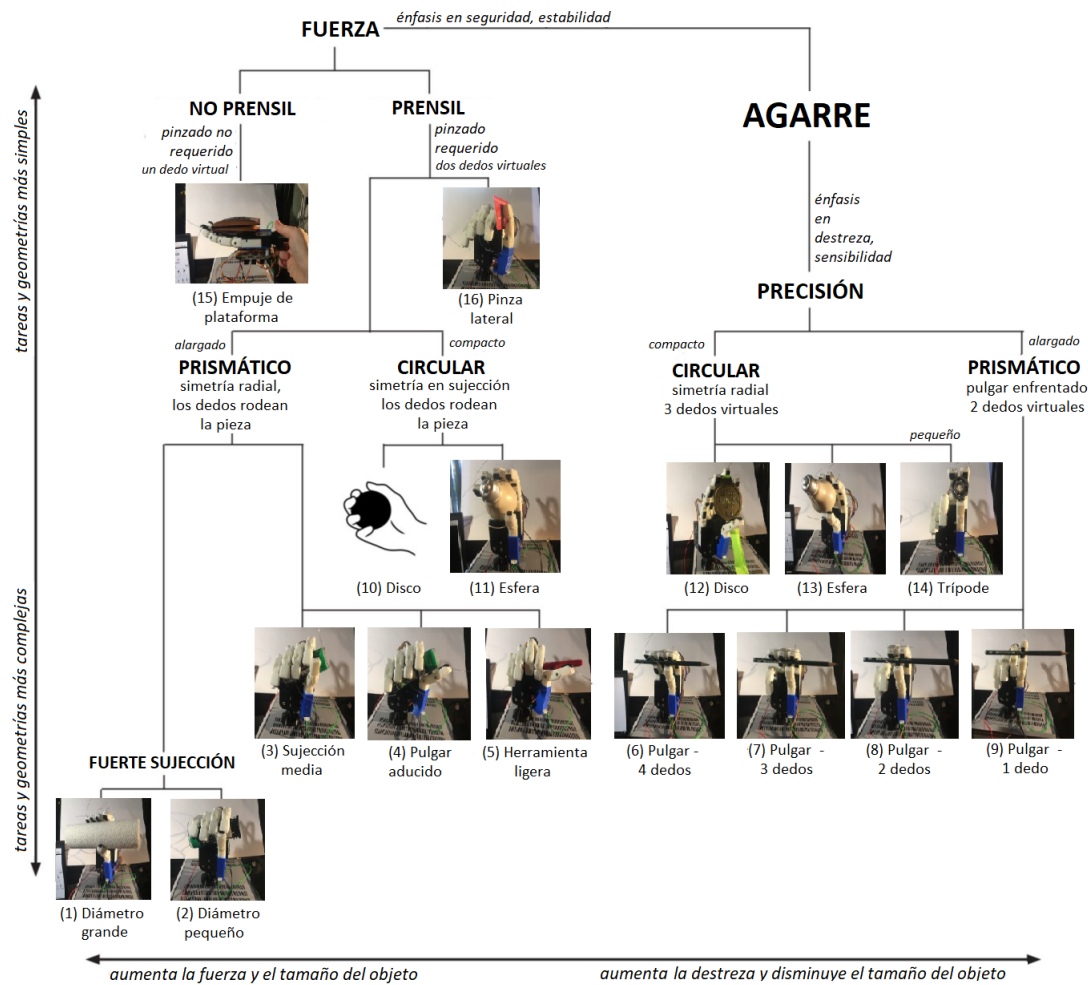 énfasis en seguridad, estabilidad
FUERZA
NO PRENSIL
pinzado no
requerido
un dedo virtual
PRENSIL
pinzado
requerido
dos dedos virtuales
AGARRE
énfasis
en
destreza,
sensibilidad
PRECISIÓN
tareas y geometrías más simples
(15) Empuje de
plataforma
(16) Pinza
lateral
alargado
PRISMÁTICO
simetría radial,
los dedos rodean
la pieza
compacto
CIRCULAR
simetría en sujección
los dedos rodean
la pieza
compacto
CIRCULAR
simetría radial
3 dedos virtuales
alargado
PRISMÁTICO
pulgar enfrentado
2 dedos virtuales
pequeño
(10) Disco
(11) Esfera
(12) Disco
(13) Esfera
(14) Trípode
tareas y geometrías más complejas
(3) Sujección
media
(4) Pulgar
aducido
(5) Herramienta
ligera
(6) Pulgar -
4 dedos
(7) Pulgar -
3 dedos
(8) Pulgar -
2 dedos
(9) Pulgar -
1 dedo
FUERTE SUJECCIÓN
(1) Diámetro
grande
(2) Diámetro
pequeño
aumenta la fuerza y el tamaño del objeto
aumenta la destreza y disminuye el tamaño del objeto